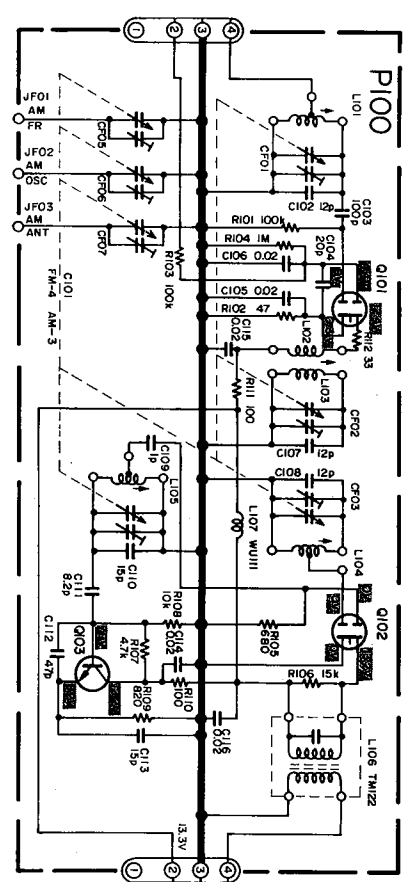 P100
1
2
3
4
JF01
AM
FR
JF02
AM
OSC
JF03
AM
ANT
CF05
CF06
CF07
C101
FM-4 AM-3
R103
100k
L101
CF01
C102 12p
C103
100p
R101 100k
R104 1M
C106 0.02
C104
20p
Q101
C105 0.02
R102 47
L102
R112 33
C115
0.02
R111 100
L103
CF02
C107 12p
C108 12p
CF03
L104
L107 WU111
C109
1p
L105
C110
15p
C111
8.2p
C112
47p
Q103
R108
10k
C114
0.02
R107
4.7k
R110
100
R109
820
C113
15p
R105
680
Q102
R106 15k
L106 TM122
C116
0.02
13.3V
1
2
3
4